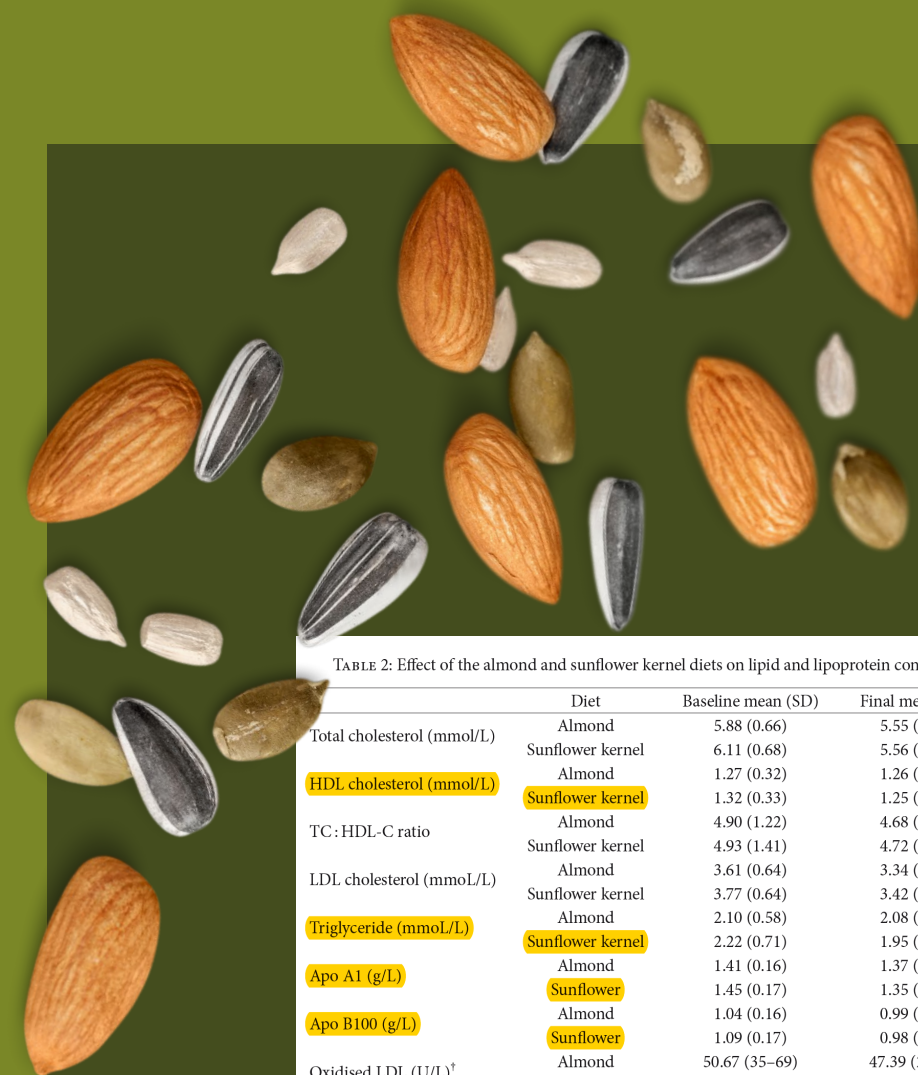 TABLE 2: Effect of the almond and sunflower kernel diets on lipid and lipoprotein
Diet Baseline mean (SD) Final
Total cholesterol (mmol/L) Almond 5.88 (0.66) 5.55 (
Sunflower kernel 6.11 (0.68) 5.56 (
HDL cholesterol (mmol/L) Almond 1.27 (0.32) 1.26 (
Sunflower kernel 1.32 (0.33) 1.25 (
TC : HDL-C ratio Almond 4.90 (1.22) 4.68 (
Sunflower kernel 4.93 (1.41) 4.72 (
LDL cholesterol (mmoL/L) Almond 3.61 (0.64) 3.34 (
Sunflower kernel 3.77 (0.64) 3.42 (
Triglyceride (mmoL/L) Almond 2.10 (0.58) 2.08 (
Sunflower kernel 2.22 (0.71) 1.95 (
Apo A1 (g/L) Almond 1.41 (0.16) 1.37 (
Sunflower 1.45 (0.17) 1.35 (
Apo B100 (g/L) Almond 1.04 (0.16) 0.99 (
Sunflower 1.09 (0.17) 0.98 (
Oxidised LDL (U/L)† Almond 50.67 (35–69) 47.39 (